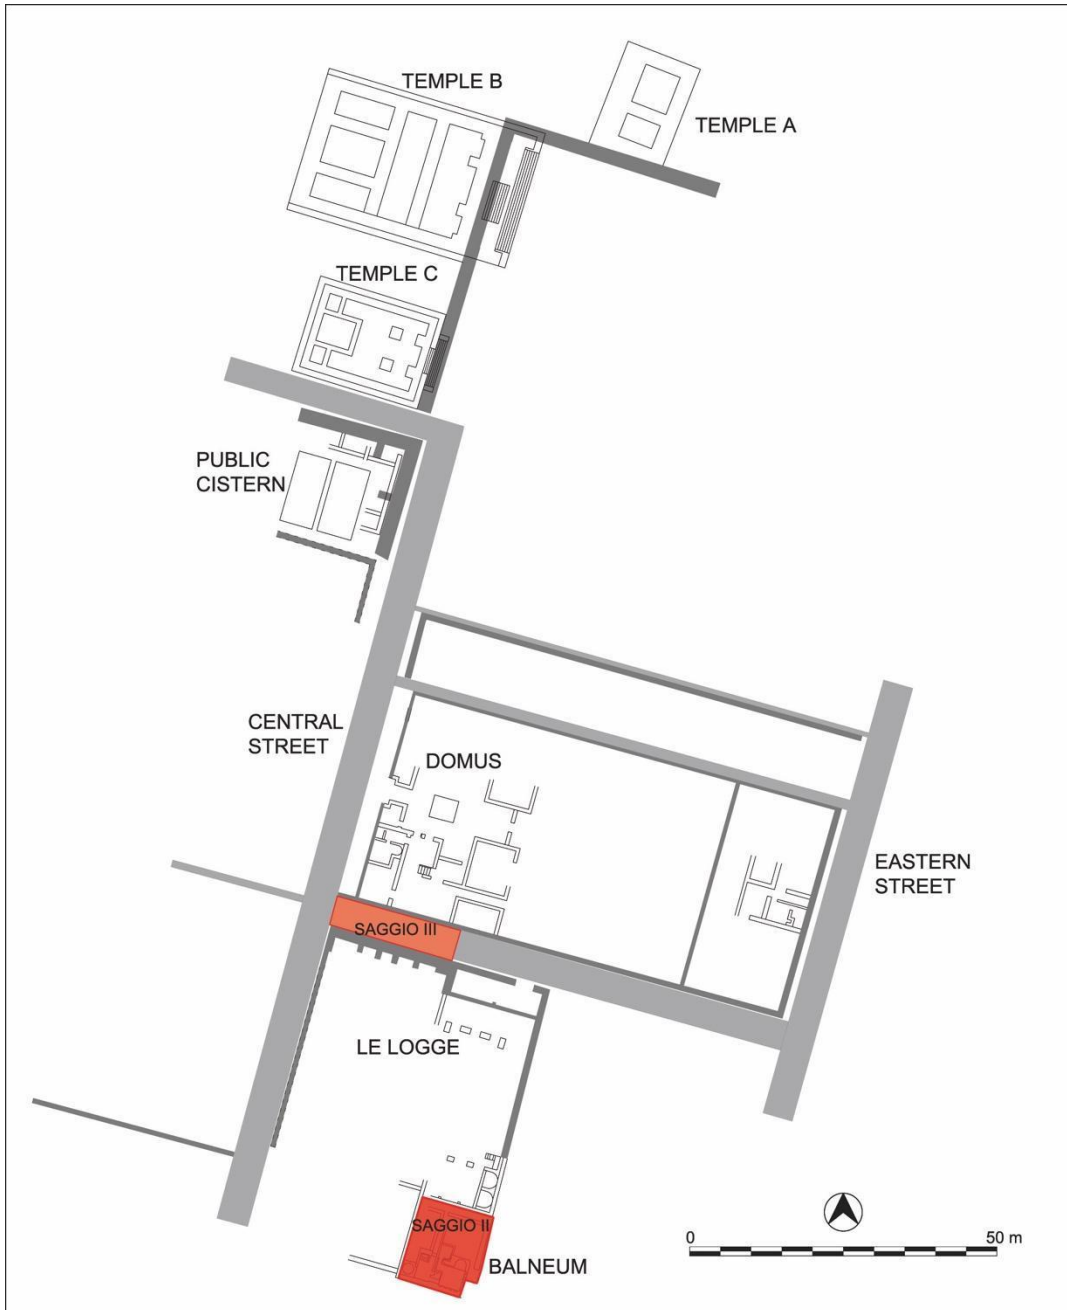 TEMPLE B
TEMPLE A
TEMPLE C
PUBLIC
CISTERN
CENTRAL
STREET
DOMUS
EASTERN
STREET
SAGGIO III
LE LOGGE
SAGGIO II
BALNEUM
0
50 m